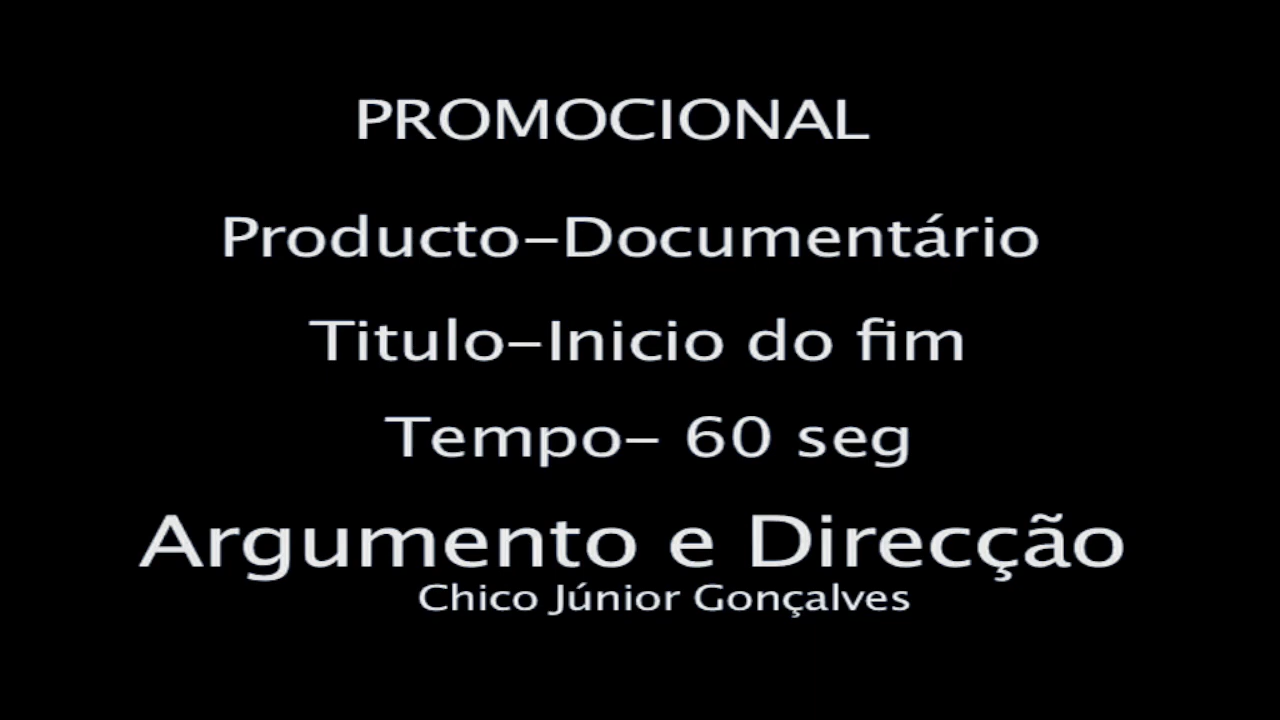 PROMOCIONAL
Producto-Documentário
Titulo-Inicio do fim
Tempo- 60 seg
Argumento e Direcção
Chico Júnior Gonçalves